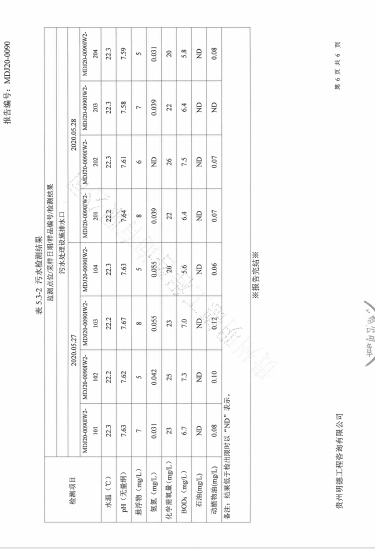 报告编号：MDJ20-0090
表 5.3-2 污水检测结果
检测项目 监测点位/采样日期/样品编号/检测结果
污水处理设施排水口
2020.05.27 2020.05.28
MDJ20-0090IW2-101 MDJ20-0090IW2-102 MDJ20-0090IW2-103 MDJ20-0090IW2-104 MDJ20-0090IW2-201 MDJ20-0090IW2-202 MDJ20-0090IW2-203 MDJ20-0090IW2-204
水温（℃） 22.3 22.2 22.2 22.3 22.2 22.3 22.3 22.3
pH（无量纲） 7.63 7.62 7.67 7.63 7.64 7.61 7.58 7.59
悬浮物（mg/L） 7 5 8 5 8 6 7 5
氨氮（mg/L） 0.031 0.042 0.055 0.055 0.039 ND 0.039 0.031
化学需氧量（mg/L） 23 25 23 20 22 26 22 20
BOD₅（mg/L） 6.7 7.3 7.0 5.6 6.4 7.5 6.4 5.8
石油(mg/L) ND ND ND ND ND ND ND ND
动植物油(mg/L) 0.08 0.10 0.12 0.06 0.07 0.07 ND 0.08
备注：结果低于检出限时以“ND”表示。
※报告完结※
贵州明德工程咨询有限公司
第 6 页 共 6 页